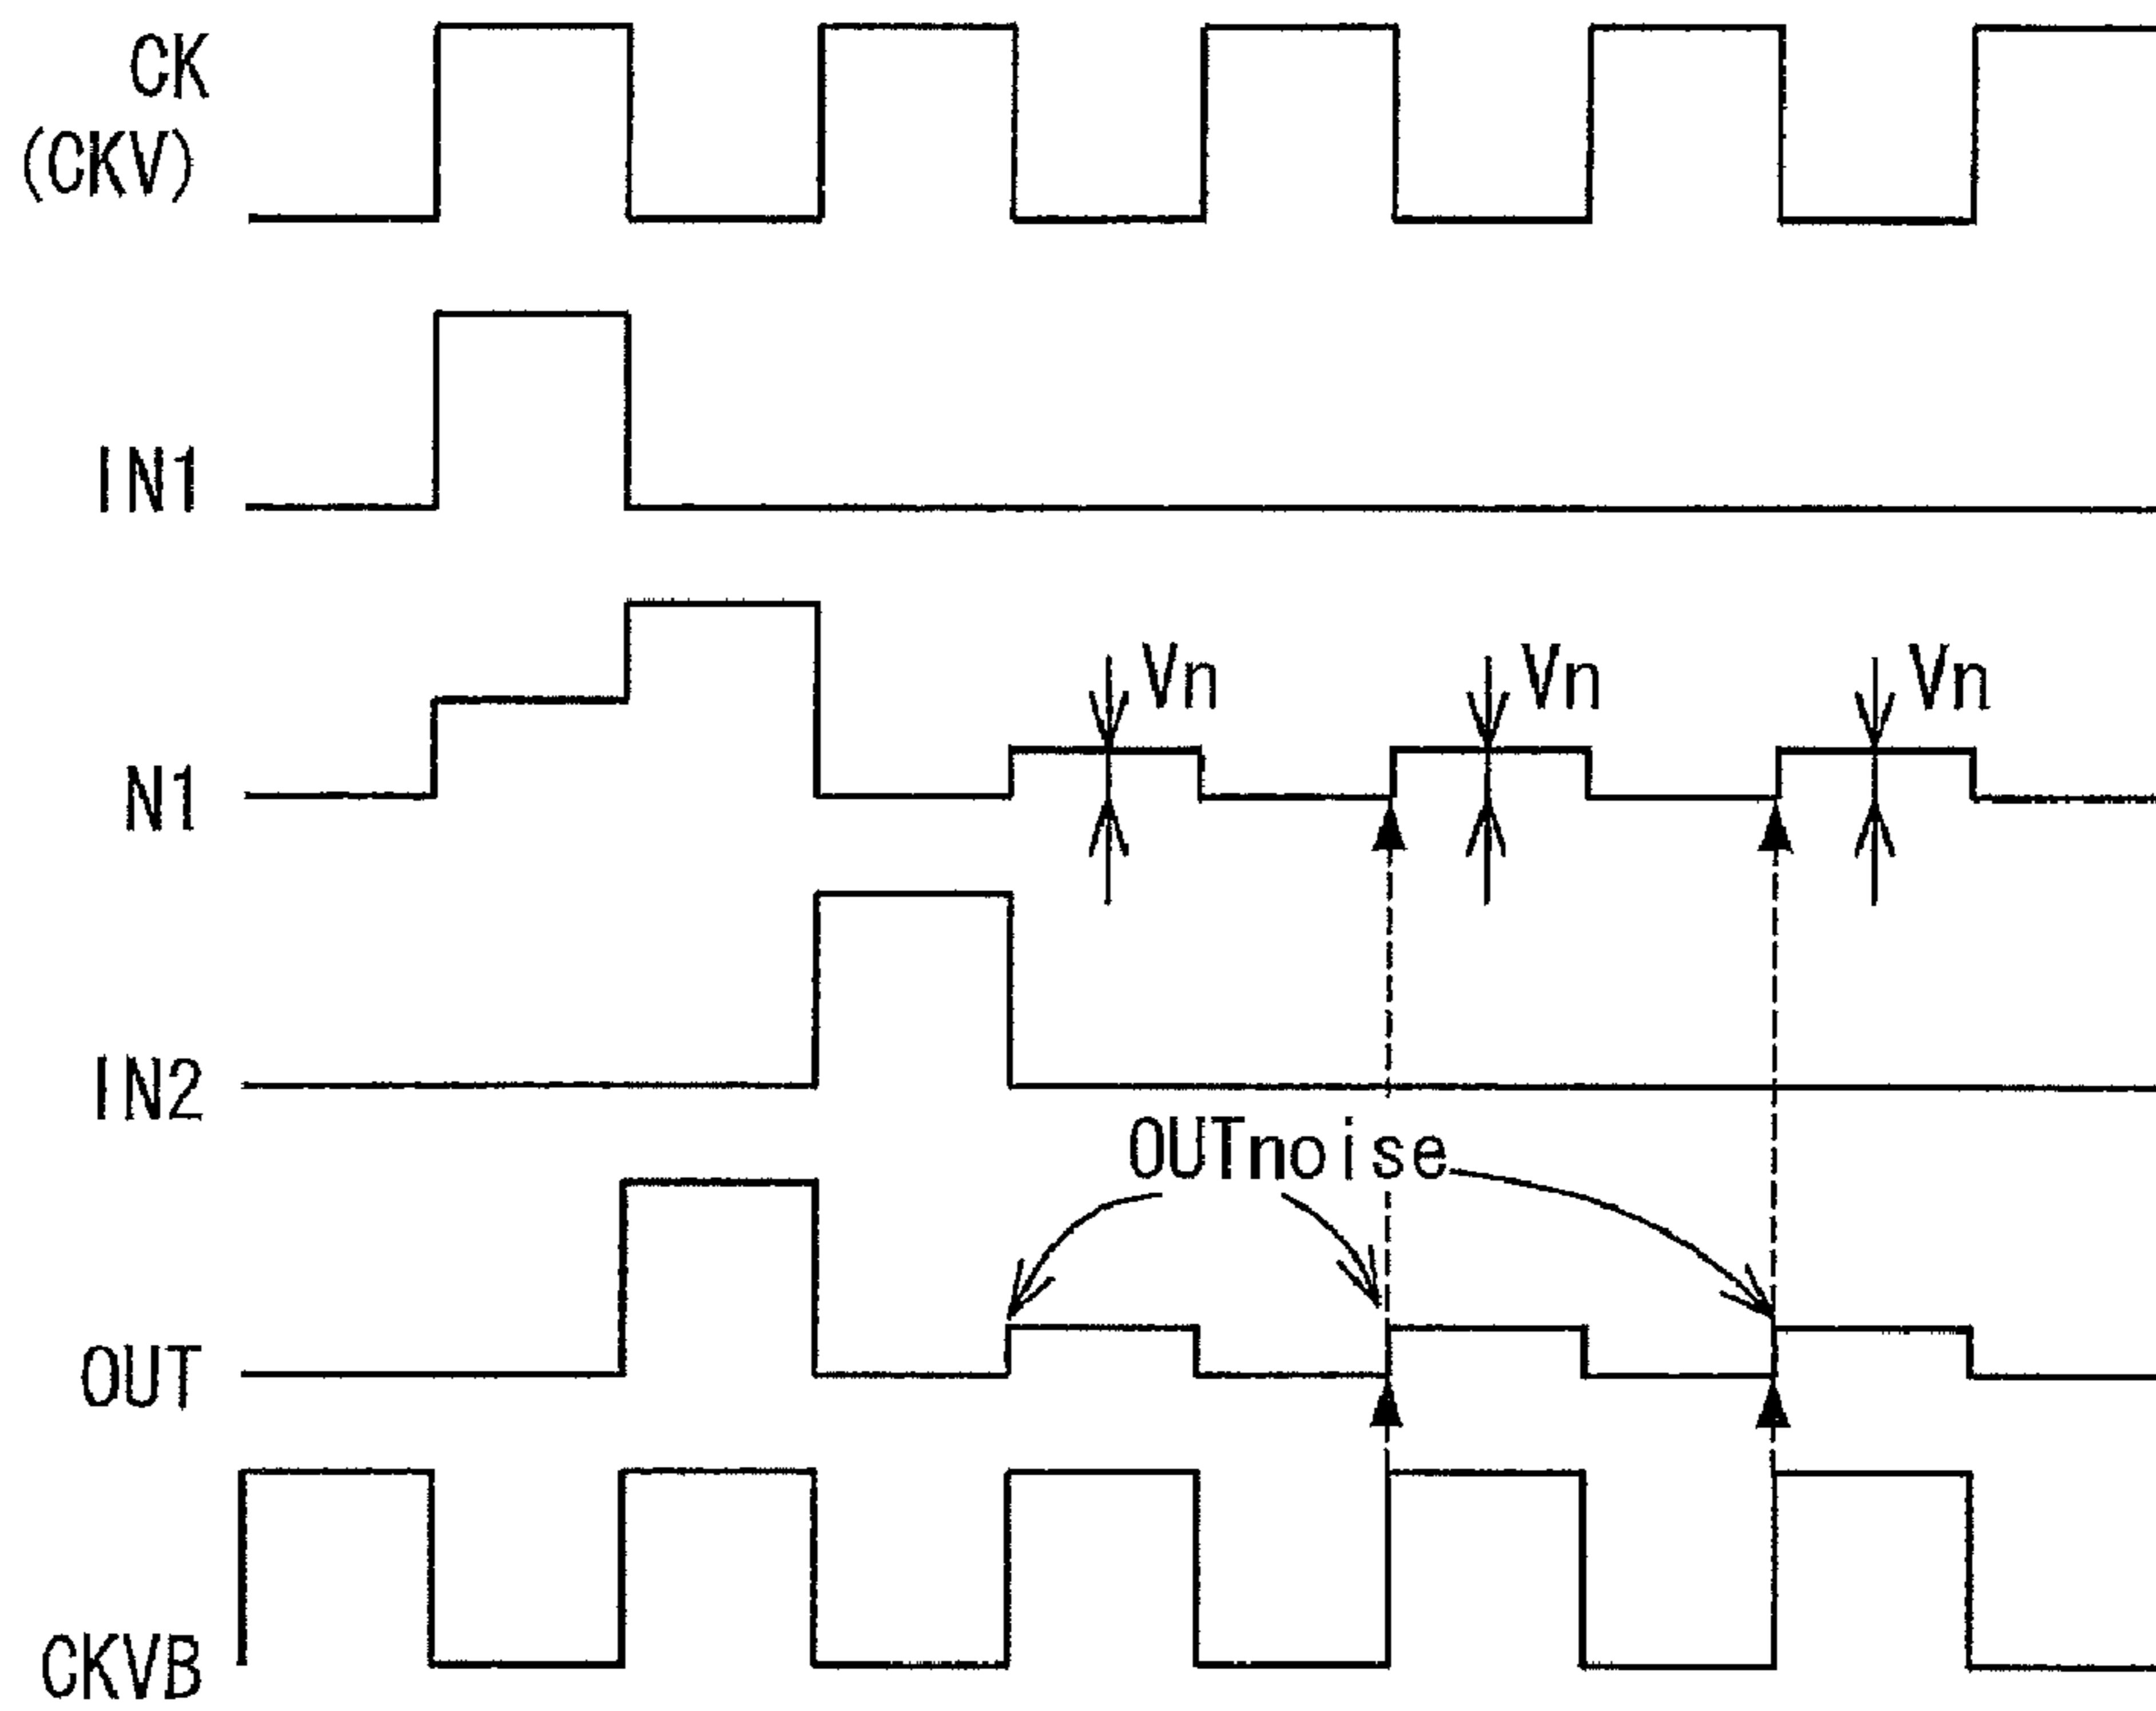 CK
(CKV)
IN1
Vn Vn Vn
N1
IN2
OUTnoise
OUT
CKVB